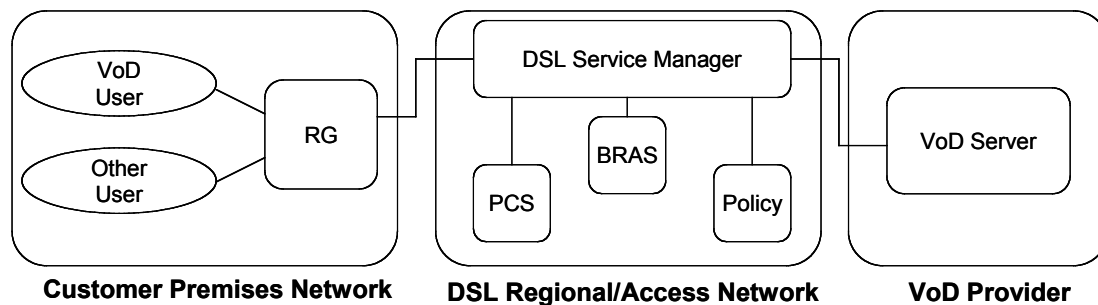 VoD
User
Other
User
RG
DSL Service Manager
PCS
BRAS
Policy
VoD Server
Customer Premises Network
DSL Regional/Access Network
VoD Provider